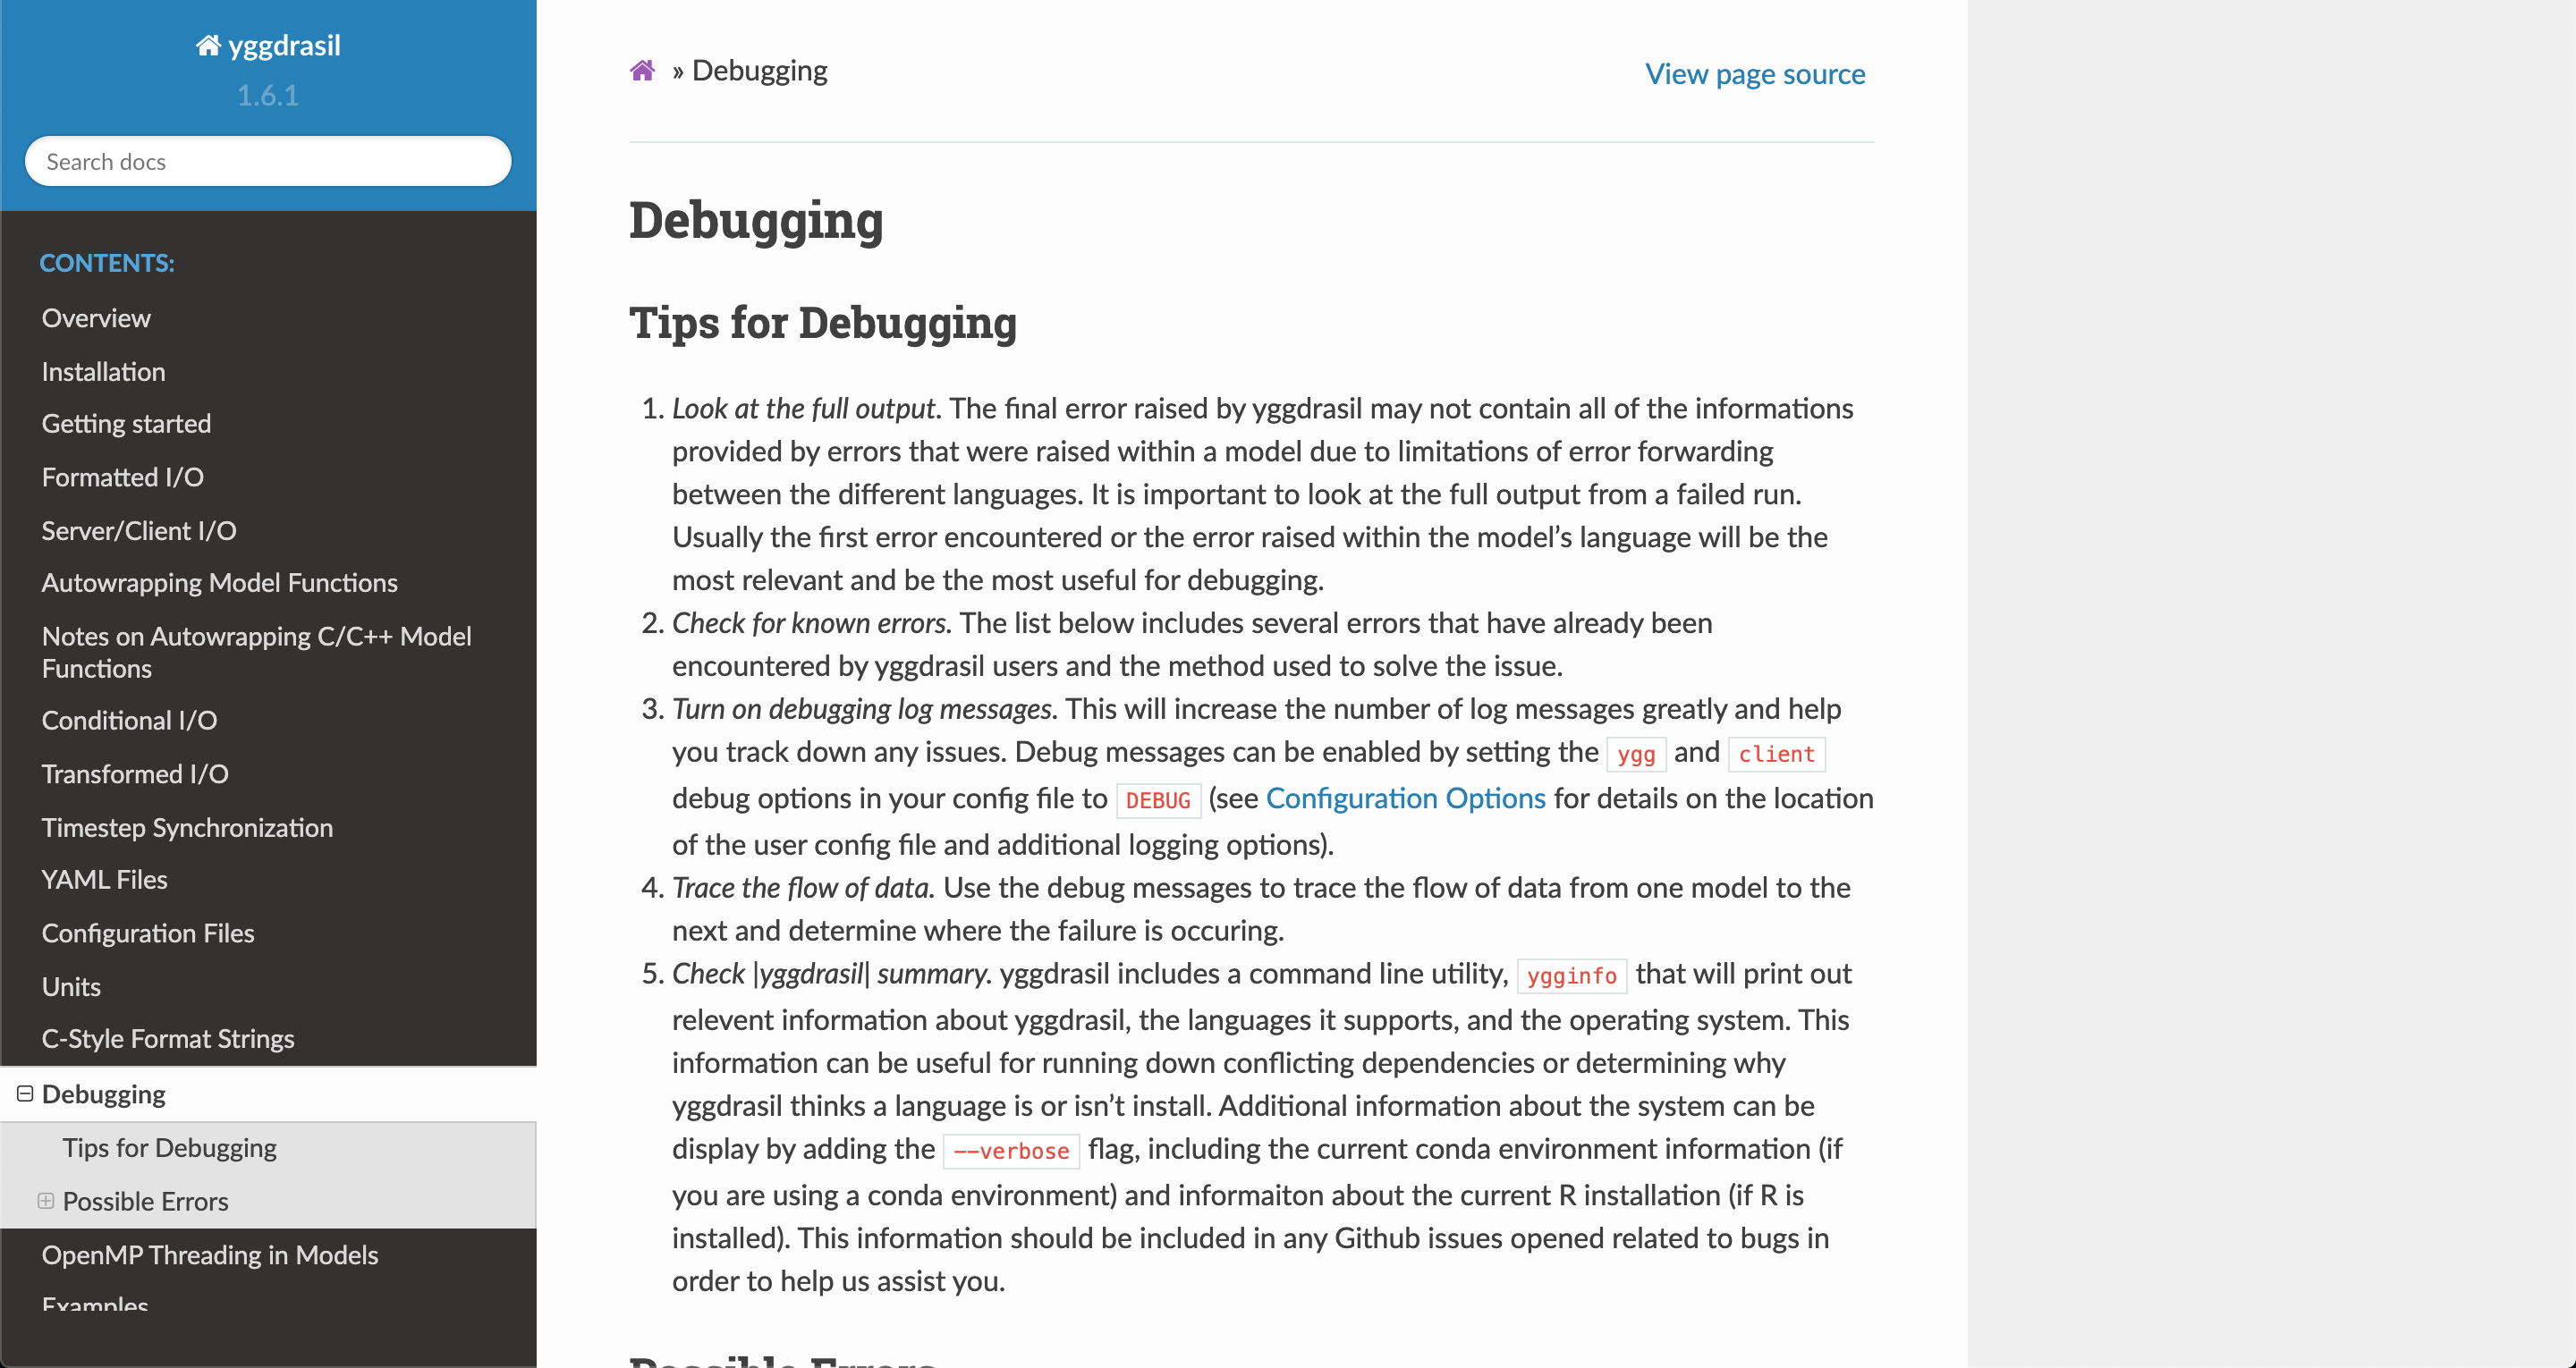 yggdrasil
1.6.1
Search docs
CONTENTS:
Overview
Installation
Getting started
Formatted I/O
Server/Client I/O
Autowrapping Model Functions
Notes on Autowrapping C/C++ Model
Functions
Conditional I/O
Transformed I/O
Timestep Synchronization
YAML Files
Configuration Files
Units
C-Style Format Strings
Debugging
Tips for Debugging
Possible Errors
OpenMP Threading in Models
Examples
» Debugging
View page source
Debugging
Tips for Debugging
1. Look at the full output. The final error raised by yggdrasil may not contain all of the informations
provided by errors that were raised within a model due to limitations of error forwarding
between the different languages. It is important to look at the full output from a failed run.
Usually the first error encountered or the error raised within the model’s language will be the
most relevant and be the most useful for debugging.
2. Check for known errors. The list below includes several errors that have already been
encountered by yggdrasil users and the method used to solve the issue.
3. Turn on debugging log messages. This will increase the number of log messages greatly and help
you track down any issues. Debug messages can be enabled by setting the ygg and client
debug options in your config file to DEBUG (see Configuration Options for details on the location
of the user config file and additional logging options).
4. Trace the flow of data. Use the debug messages to trace the flow of data from one model to the
next and determine where the failure is occuring.
5. Check |yggdrasil| summary. yggdrasil includes a command line utility, ygginfo that will print out
relevent information about yggdrasil, the languages it supports, and the operating system. This
information can be useful for running down conflicting dependencies or determining why
yggdrasil thinks a language is or isn’t install. Additional information about the system can be
display by adding the --verbose flag, including the current conda environment information (if
you are using a conda environment) and informaiton about the current R installation (if R is
installed). This information should be included in any Github issues opened related to bugs in
order to help us assist you.
Possible Errors